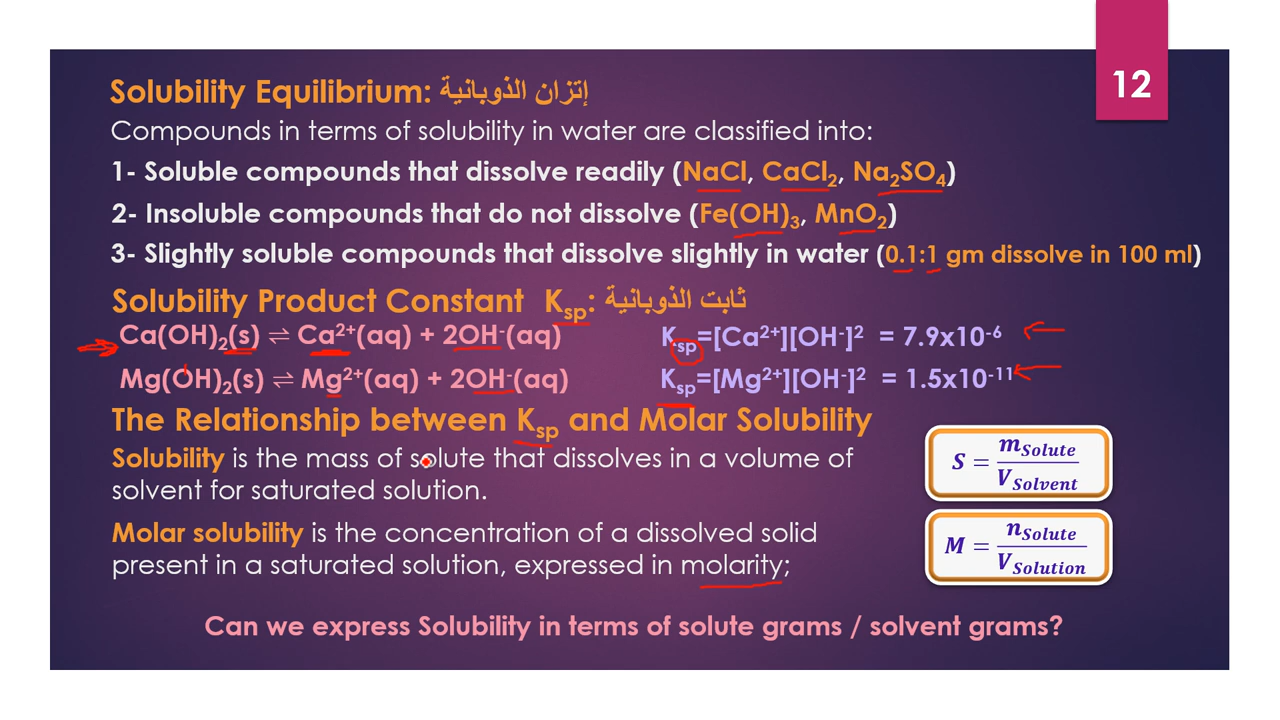 12
Solubility Equilibrium: إتزان الذوبانية
Compounds in terms of solubility in water are classified into:
1- Soluble compounds that dissolve readily (NaCl, CaCl₂, Na₂SO₄)
2- Insoluble compounds that do not dissolve (Fe(OH)₃, MnO₂)
3- Slightly soluble compounds that dissolve slightly in water (0.1:1 gm dissolve in 100 ml)
Solubility Product Constant Ksp: ثابت الذوبانية
Ca(OH)₂(s) ⇌ Ca²⁺(aq) + 2OH⁻(aq) Ksp=[Ca²⁺][OH⁻]² = 7.9x10⁻⁶
Mg(OH)₂(s) ⇌ Mg²⁺(aq) + 2OH⁻(aq) Ksp=[Mg²⁺][OH⁻]² = 1.5x10⁻¹¹
The Relationship between Ksp and Molar Solubility
Solubility is the mass of solute that dissolves in a volume of
solvent for saturated solution.
S = mSolute / VSolvent
Molar solubility is the concentration of a dissolved solid
present in a saturated solution, expressed in molarity;
M = nSolute / VSolution
Can we express Solubility in terms of solute grams / solvent grams?